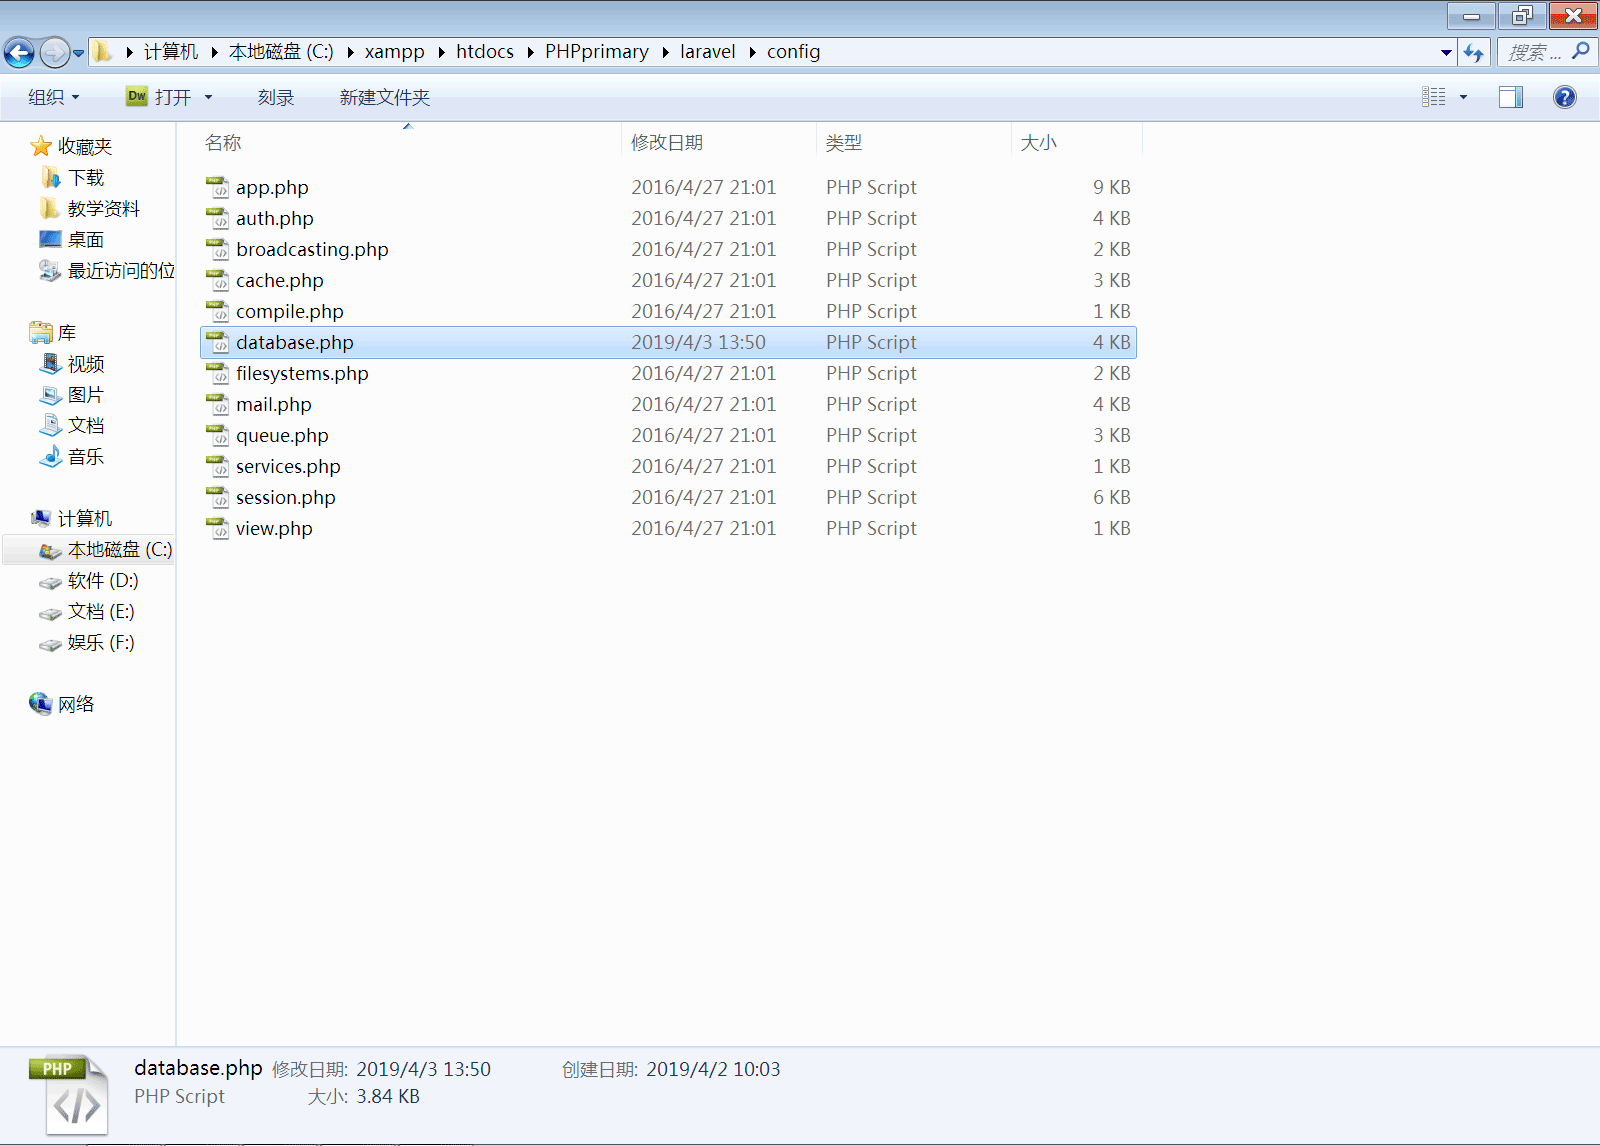 计算机 本地磁盘 (C:) xampp htdocs PHPprimary laravel config 搜索 ...
组织 Dw 打开 刻录 新建文件夹
收藏夹
下载
教学资料
桌面
最近访问的位
库
视频
图片
文档
音乐
计算机
本地磁盘 (C:)
软件 (D:)
文档 (E:)
娱乐 (F:)
网络
名称 修改日期 类型 大小
app.php 2016/4/27 21:01 PHP Script 9 KB
auth.php 2016/4/27 21:01 PHP Script 4 KB
broadcasting.php 2016/4/27 21:01 PHP Script 2 KB
cache.php 2016/4/27 21:01 PHP Script 3 KB
compile.php 2016/4/27 21:01 PHP Script 1 KB
database.php 2019/4/3 13:50 PHP Script 4 KB
filesystems.php 2016/4/27 21:01 PHP Script 2 KB
mail.php 2016/4/27 21:01 PHP Script 4 KB
queue.php 2016/4/27 21:01 PHP Script 3 KB
services.php 2016/4/27 21:01 PHP Script 1 KB
session.php 2016/4/27 21:01 PHP Script 6 KB
view.php 2016/4/27 21:01 PHP Script 1 KB
PHP </>
database.php 修改日期: 2019/4/3 13:50 创建日期: 2019/4/2 10:03
PHP Script 大小: 3.84 KB